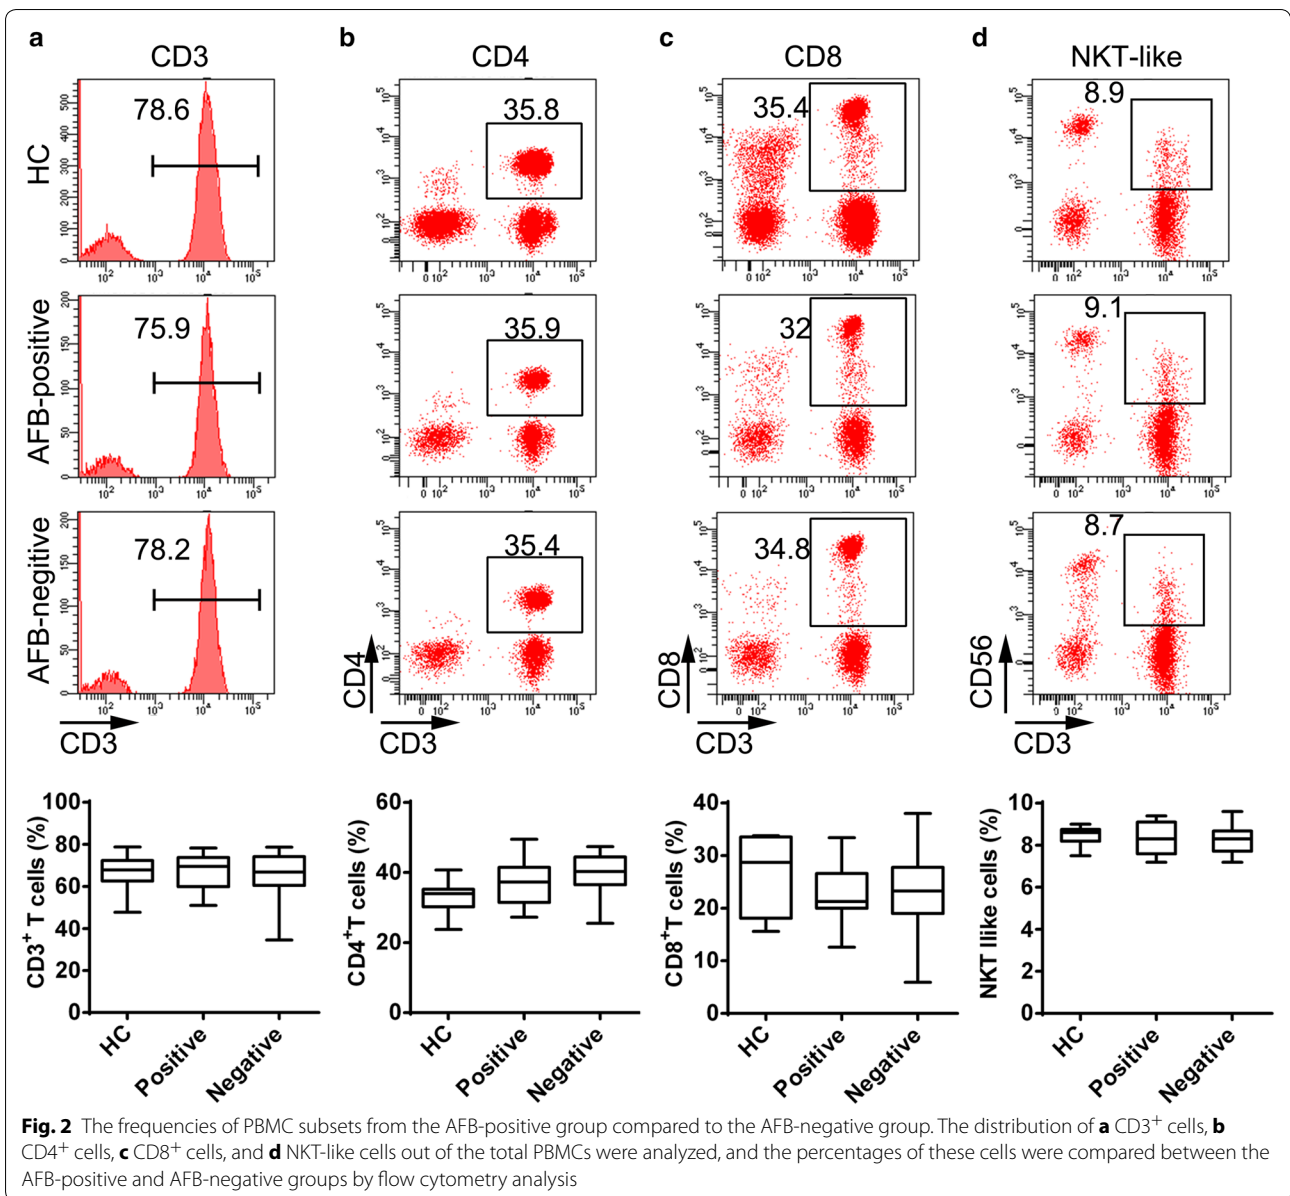 a b c d
CD3 CD4 CD8 NKT-like
HC
78.6 35.8 35.4 8.9
AFB-positive
75.9 35.9 32 9.1
AFB-negitive
78.2 35.4 34.8 8.7
CD4 CD8 CD56
CD3 CD3 CD3 CD3
CD3+ T cells (%)
100
80
60
40
20
0
HC Positive Negative
CD4+T cells (%)
60
40
20
0
HC Positive Negative
CD8+T cells (%)
40
30
20
10
0
HC Positive Negative
NKT like cells (%)
10
8
6
4
2
0
HC Positive Negative
Fig. 2 The frequencies of PBMC subsets from the AFB-positive group compared to the AFB-negative group. The distribution of a CD3+ cells, b
CD4+ cells, c CD8+ cells, and d NKT-like cells out of the total PBMCs were analyzed, and the percentages of these cells were compared between the
AFB-positive and AFB-negative groups by flow cytometry analysis